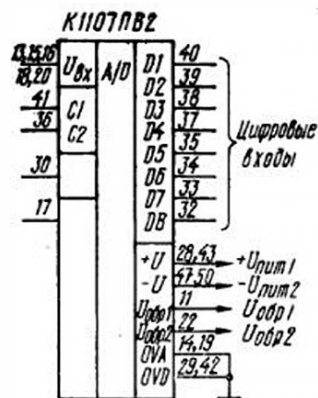 К1107ПВ2
13,15,16
18,20
Uвх
A/D
41
C1
36
C2
30
17
D1 40
D2 39
D3 38
D4 37
D5 35
D6 34
D7 33
D8 32
Цифровые
входы
+U 28,43 +Uпит1
-U 47,50 -Uпит2
Uобр1 11 Uобр1
Uобр2 22 Uобр2
OVA 14,19
OVD 29,42